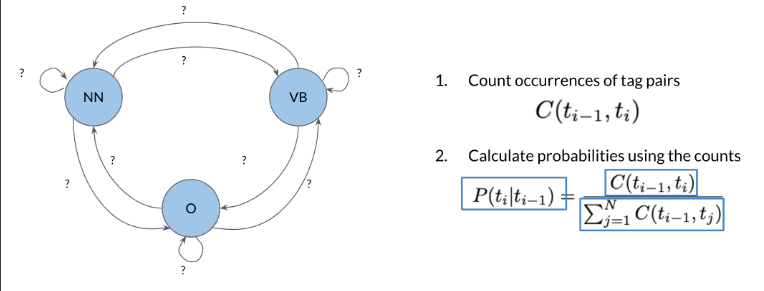 ?
?
?
?
NN
VB
?
?
?
?
O
?
1. Count occurrences of tag pairs
C(t_{i−1}, t_i)
2. Calculate probabilities using the counts
P(t_i|t_{i−1}) = \frac{C(t_{i−1}, t_i)}{\sum_{j=1}^{N} C(t_{i−1}, t_j)}